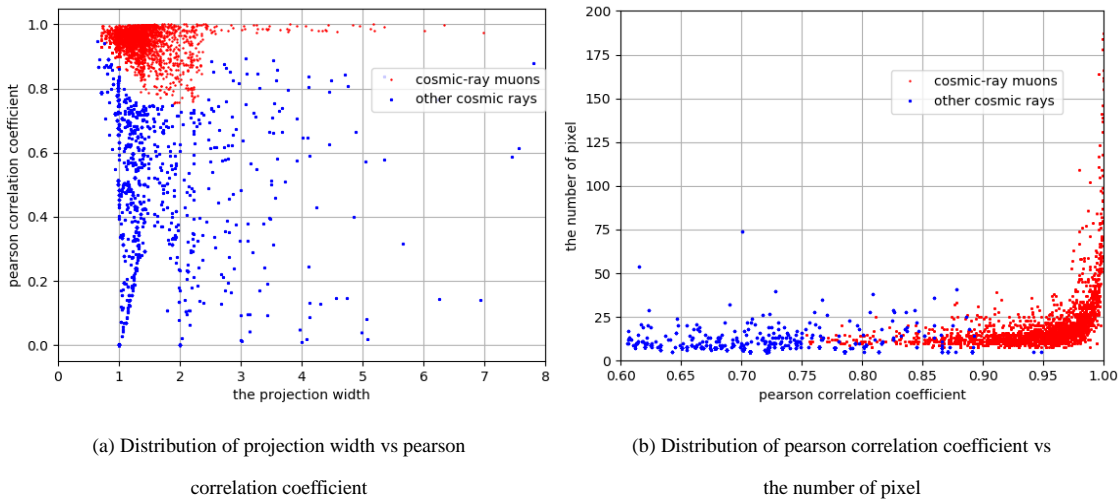 1.0
0.8
0.6
0.4
0.2
0.0
pearson correlation coefficient
cosmic-ray muons
other cosmic rays
0 1 2 3 4 5 6 7 8
the projection width
200
175
150
125
100
75
50
25
0
the number of pixel
cosmic-ray muons
other cosmic rays
0.60 0.65 0.70 0.75 0.80 0.85 0.90 0.95 1.00
pearson correlation coefficient
(a) Distribution of projection width vs pearson
correlation coefficient
(b) Distribution of pearson correlation coefficient vs
the number of pixel